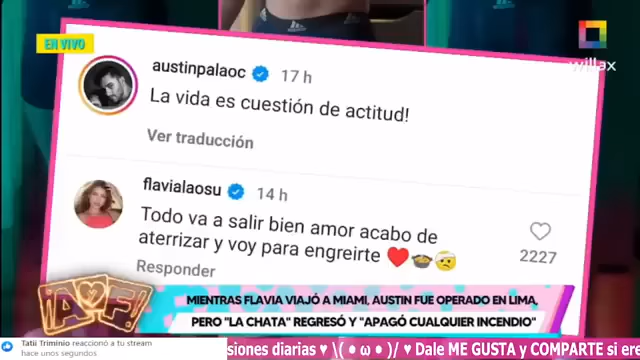 EN VIVO
willax
austinpalaoc 17 h
La vida es cuestión de actitud!
Ver traducción
flavialaosu 14 h
Todo va a salir bien amor acabo de
aterrizar y voy para engreirte ❤️🍲🤕
2227
Responder
¡A●F!
MIENTRAS FLAVIA VIAJÓ A MIAMI, AUSTIN FUE OPERADO EN LIMA,
PERO "LA CHATA" REGRESÓ Y "APAGÓ CUALQUIER INCENDIO"
Tatii Triminio reaccionó a tu stream
hace unos segundos
siones diarias ♥ \( ● ω ● )/ ♥ Dale ME GUSTA y COMPARTE si ere